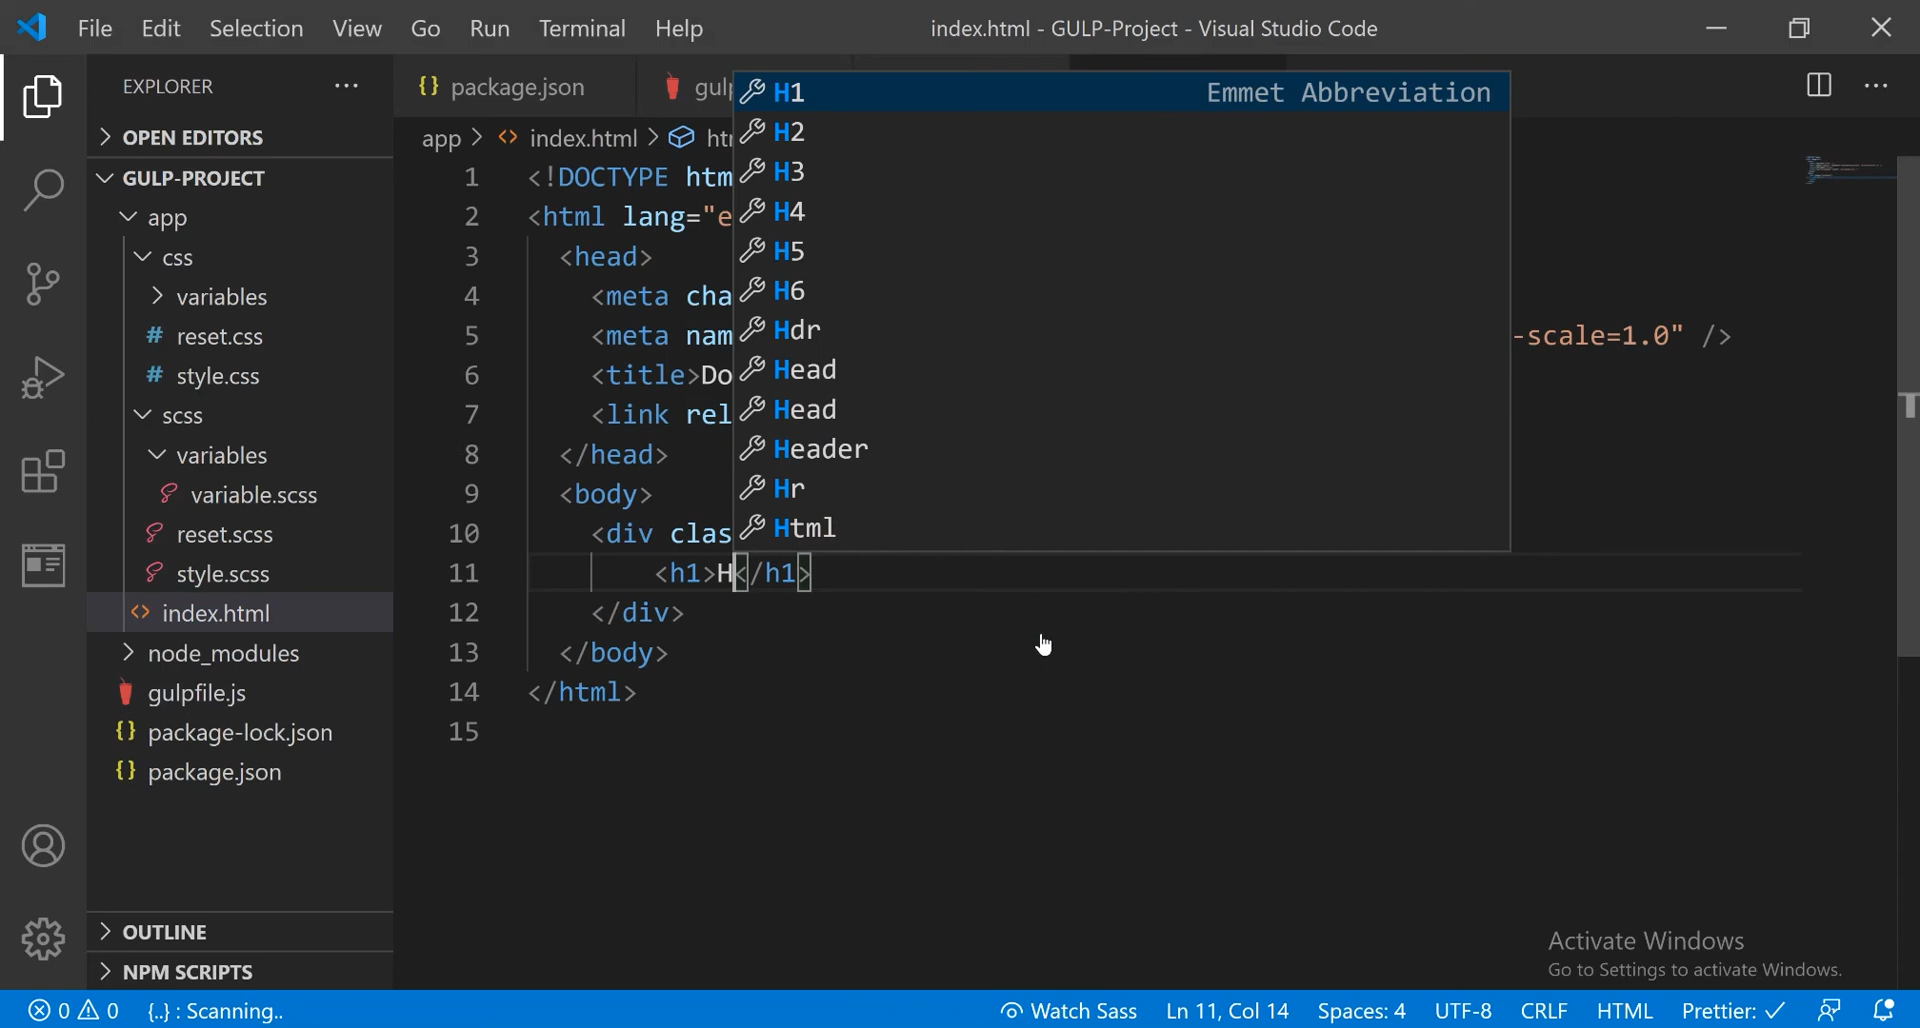 File Edit Selection View Go Run Terminal Help index.html - GULP-Project - Visual Studio Code
EXPLORER
OPEN EDITORS
GULP-PROJECT
app
css
variables
# reset.css
# style.css
scss
variables
variable.scss
reset.scss
style.scss
<> index.html
node_modules
gulpfile.js
{} package-lock.json
{} package.json
OUTLINE
NPM SCRIPTS
{} package.json gulp
app > <> index.html > htm
1 <!DOCTYPE htm
2 <html lang="e
3 <head>
4 <meta cha
5 <meta nam -scale=1.0" />
6 <title>Do
7 <link rel
8 </head>
9 <body>
10 <div clas
11 <h1>H</h1>
12 </div>
13 </body>
14 </html>
15
H1 Emmet Abbreviation
H2
H3
H4
H5
H6
Hdr
Head
Head
Header
Hr
Html
Activate Windows
Go to Settings to activate Windows.
0 0 {..} : Scanning.. Watch Sass Ln 11, Col 14 Spaces: 4 UTF-8 CRLF HTML Prettier: ✓